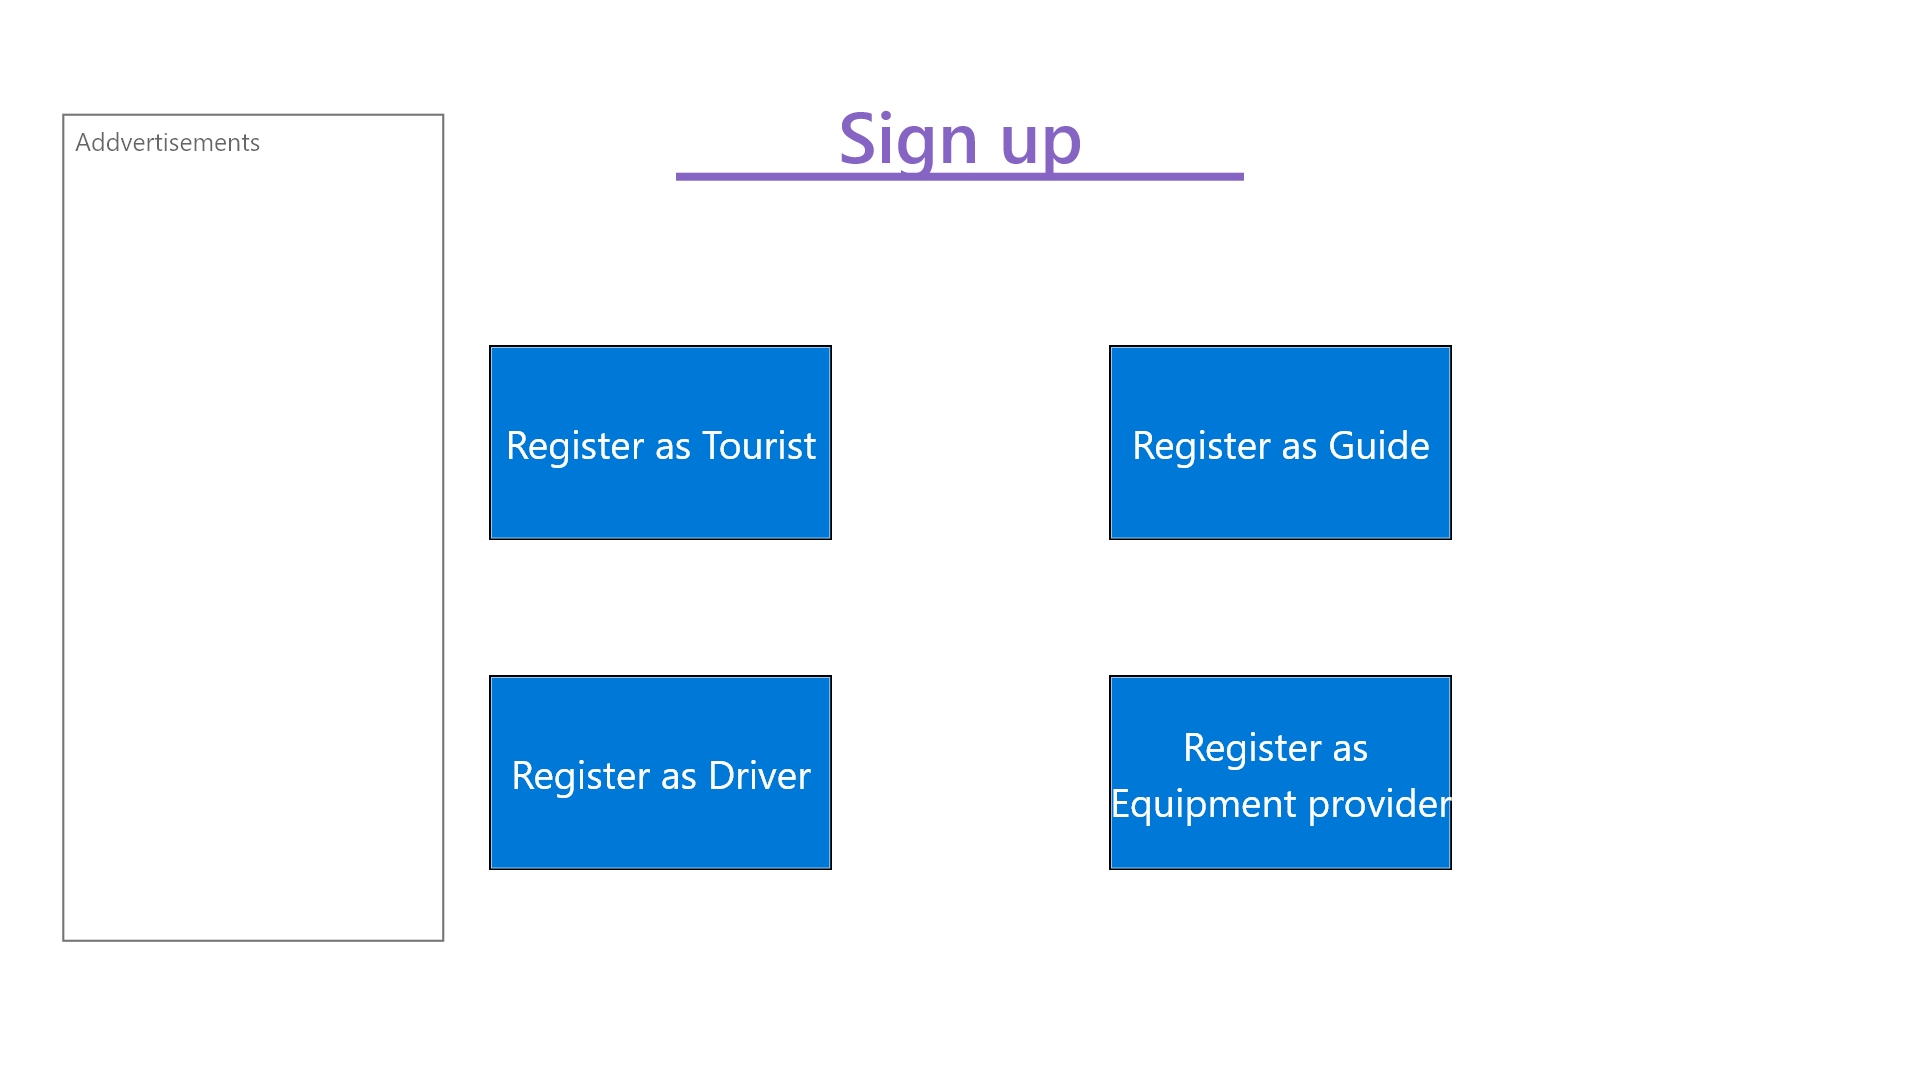 Sign up
Addvertisements
Register as Tourist
Register as Guide
Register as Driver
Register as
Equipment provider